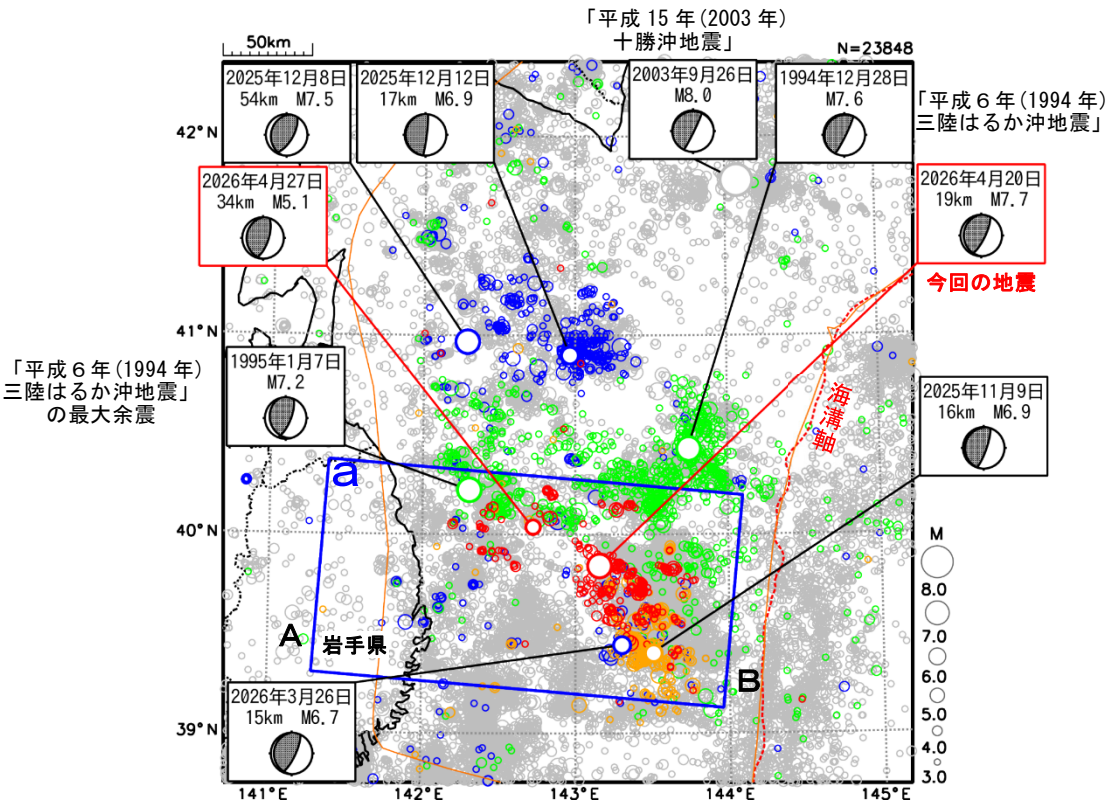 「平成 15 年(2003 年)
十勝沖地震」
50km
N=23848
2025年12月8日
54km M7.5
2025年12月12日
17km M6.9
2003年9月26日
M8.0
1994年12月28日
M7.6
「平成６年(1994 年)
三陸はるか沖地震」
42°N
2026年4月27日
34km M5.1
2026年4月20日
19km M7.7
今回の地震
41°N
「平成６年(1994 年)
三陸はるか沖地震」
の最大余震
1995年1月7日
M7.2
2025年11月9日
16km M6.9
海溝軸
a
40°N
M
8.0
7.0
6.0
5.0
4.0
3.0
A
岩手県
B
2026年3月26日
15km M6.7
39°N
141°E
142°E
143°E
144°E
145°E